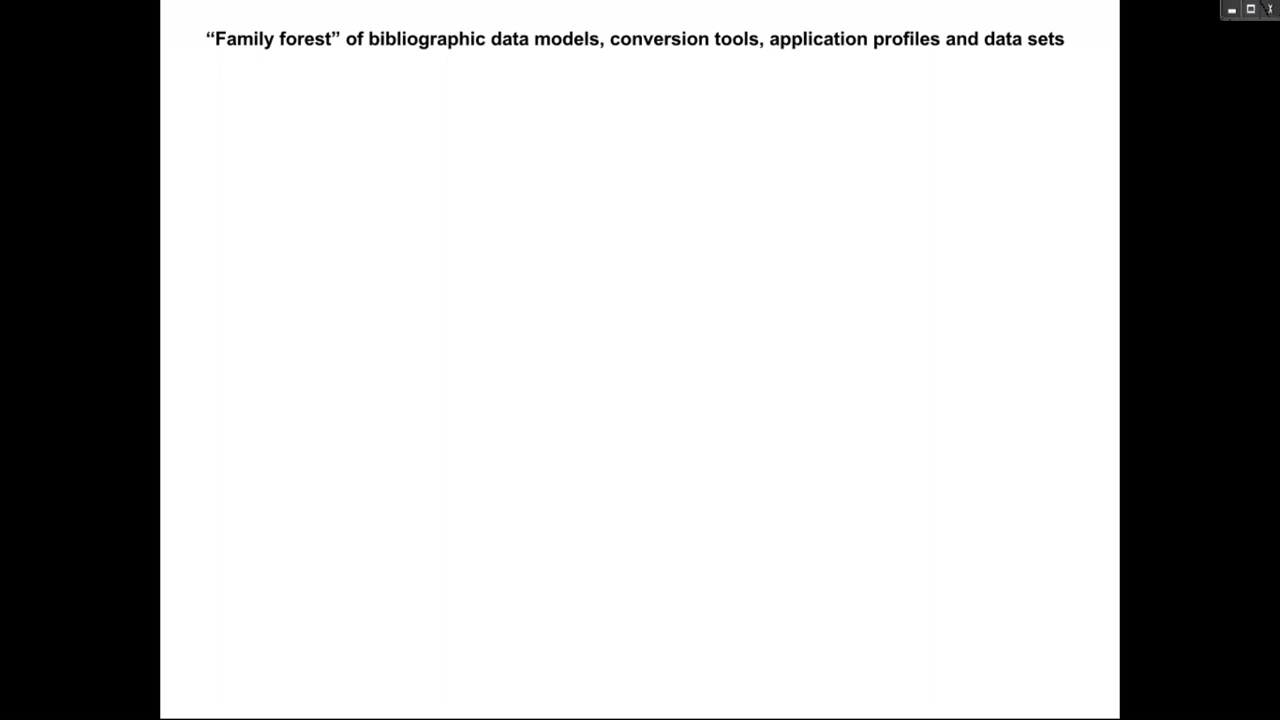 “Family forest” of bibliographic data models, conversion tools, application profiles and data sets